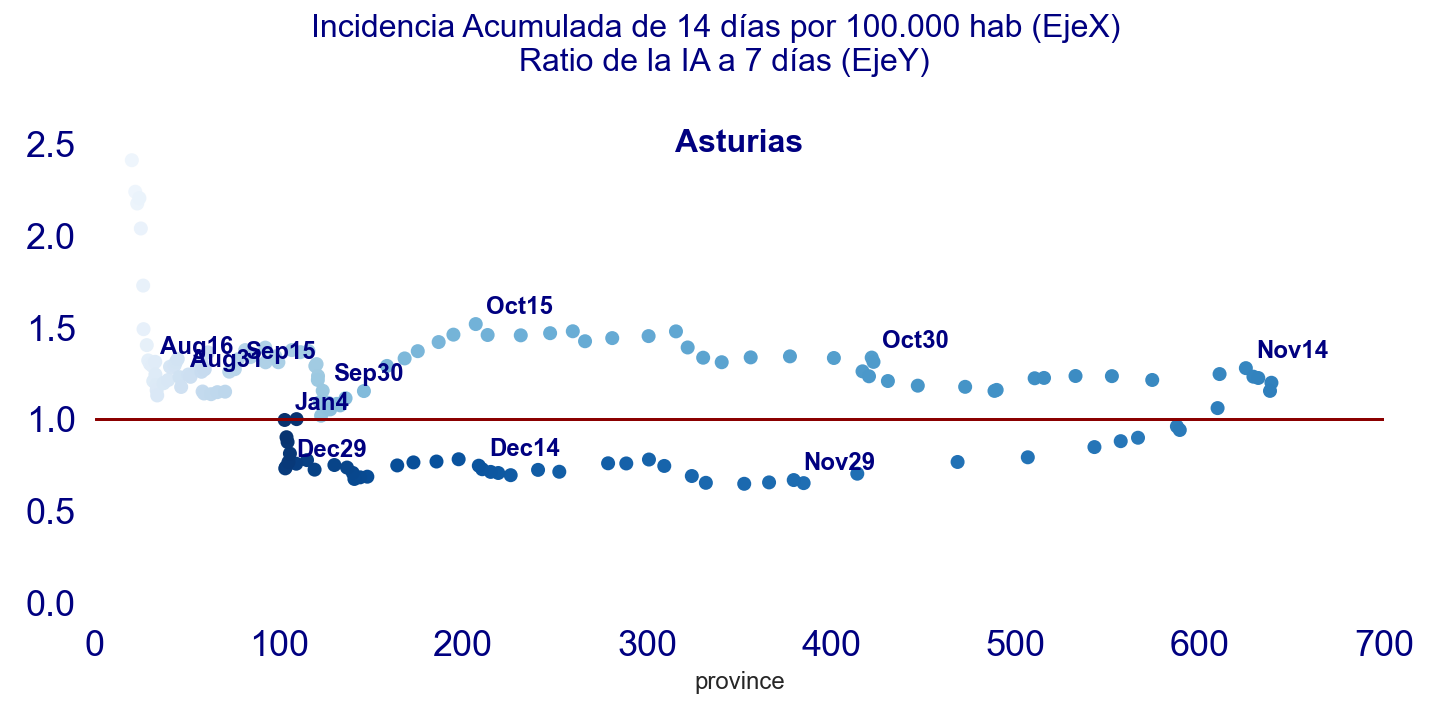 Incidencia Acumulada de 14 días por 100.000 hab (EjeX)
Ratio de la IA a 7 días (EjeY)
Asturias
2.5
2.0
1.5
1.0
0.5
0.0
Oct15
Oct30
Nov14
Aug16
Aug31
Sep15
Sep30
Jan4
Dec29
Dec14
Nov29
0 100 200 300 400 500 600 700
province